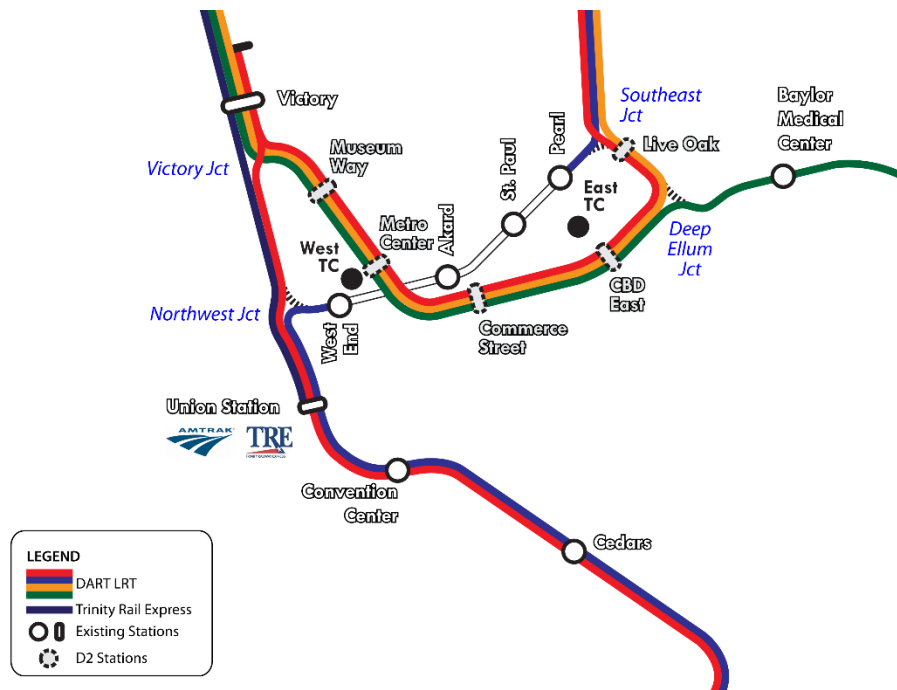 Victory
Southeast
Jct
Baylor
Medical
Center
Museum
Way
Live Oak
Pearl
St. Paul
Victory Jct
East
TC
Metro
Center
Akard
West
TC
Deep
Ellum
Jct
CBD
East
Northwest Jct
West
End
Commerce
Street
Union Station
AMTRAK
TRE
Convention
Center
Cedars
LEGEND
DART LRT
Trinity Rail Express
Existing Stations
D2 Stations